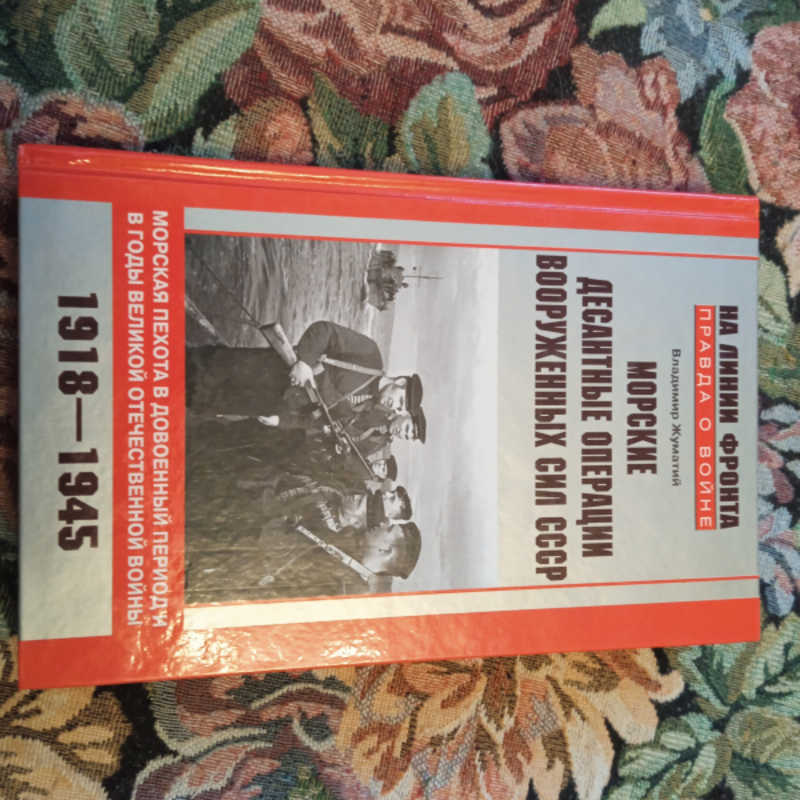 НА ЛИНИИ ФРОНТА
ПРАВДА О ВОЙНЕ
Владимир Жуматий
МОРСКИЕ
ДЕСАНТНЫЕ ОПЕРАЦИИ
ВООРУЖЕННЫХ СИЛ СССР
МОРСКАЯ ПЕХОТА В ДОВОЕННЫЙ ПЕРИОД И
В ГОДЫ ВЕЛИКОЙ ОТЕЧЕСТВЕННОЙ ВОЙНЫ
1918—1945